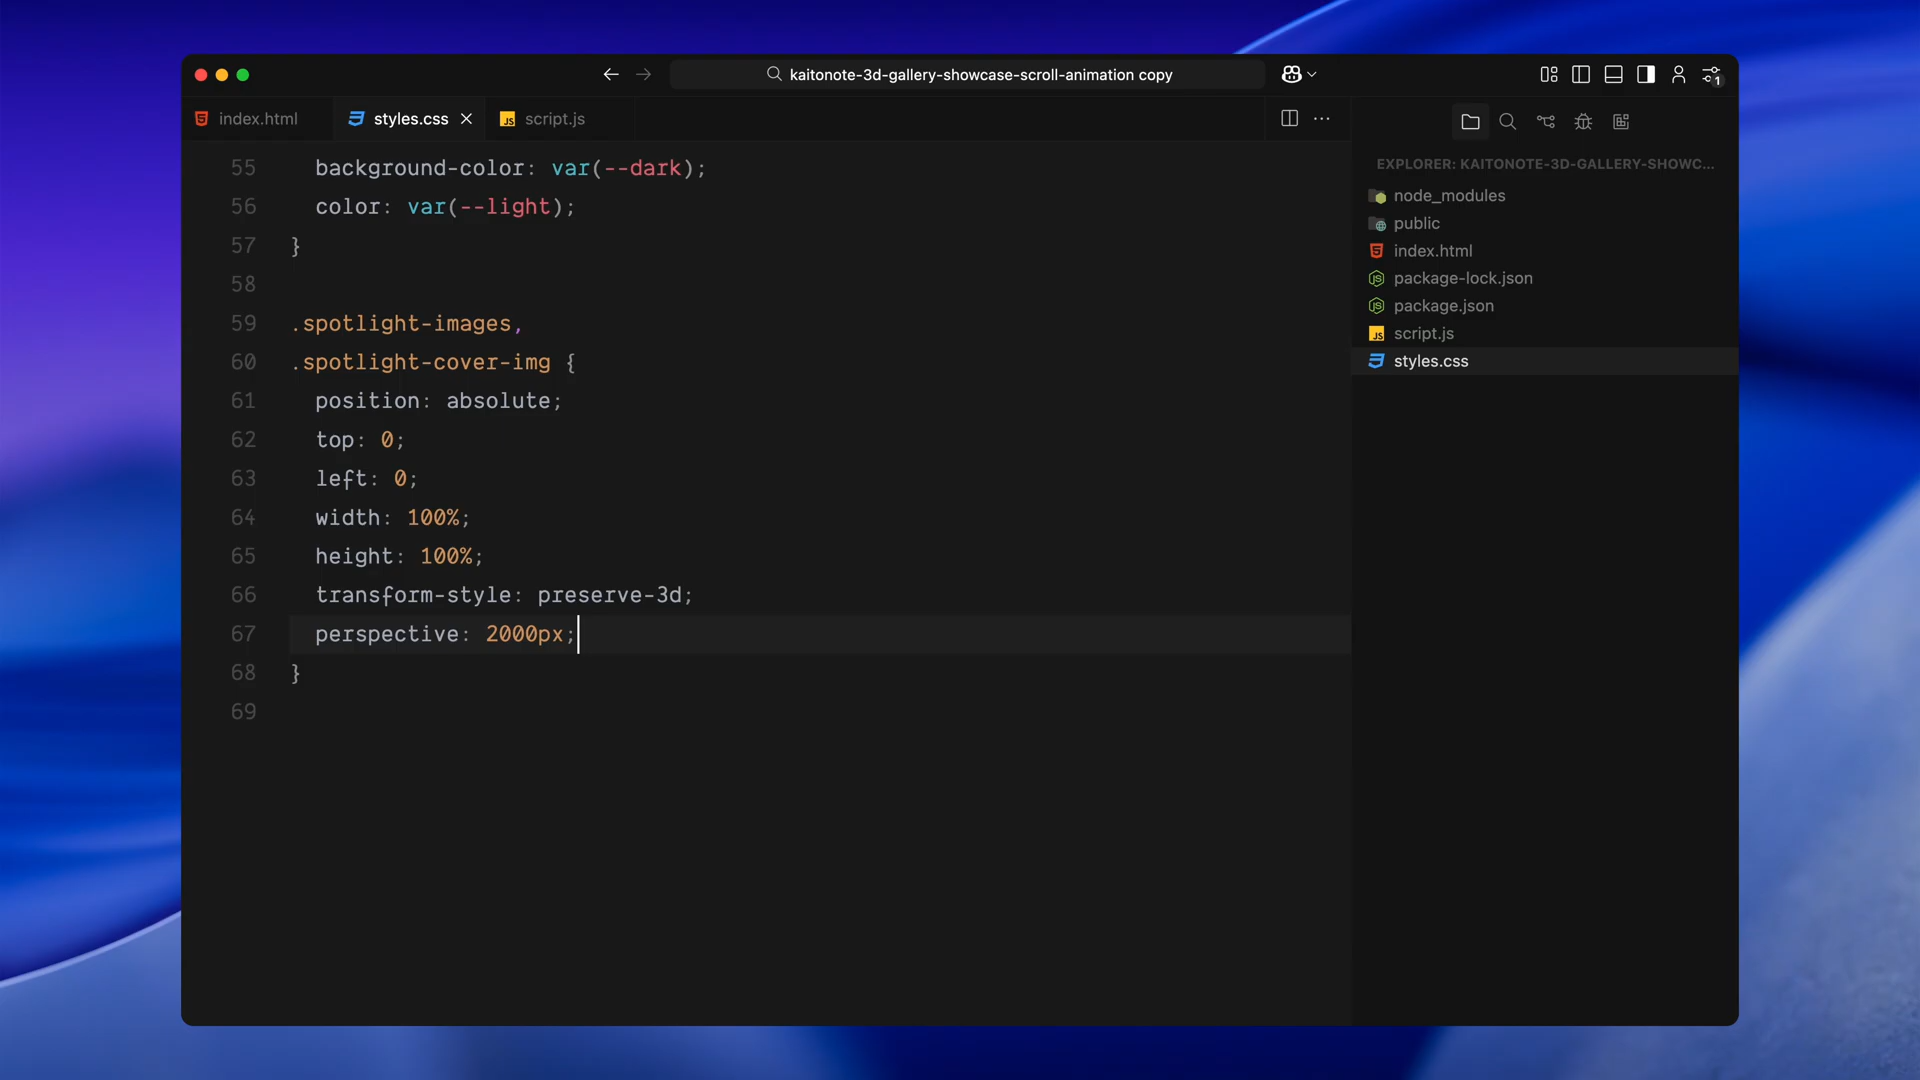 kaitonote-3d-gallery-showcase-scroll-animation copy
1
index.html
styles.css
script.js
55 background-color: var(--dark);
56 color: var(--light);
57 }
58
59 .spotlight-images,
60 .spotlight-cover-img {
61 position: absolute;
62 top: 0;
63 left: 0;
64 width: 100%;
65 height: 100%;
66 transform-style: preserve-3d;
67 perspective: 2000px;
68 }
69
EXPLORER: KAITONOTE-3D-GALLERY-SHOWC...
node_modules
public
index.html
package-lock.json
package.json
script.js
styles.css